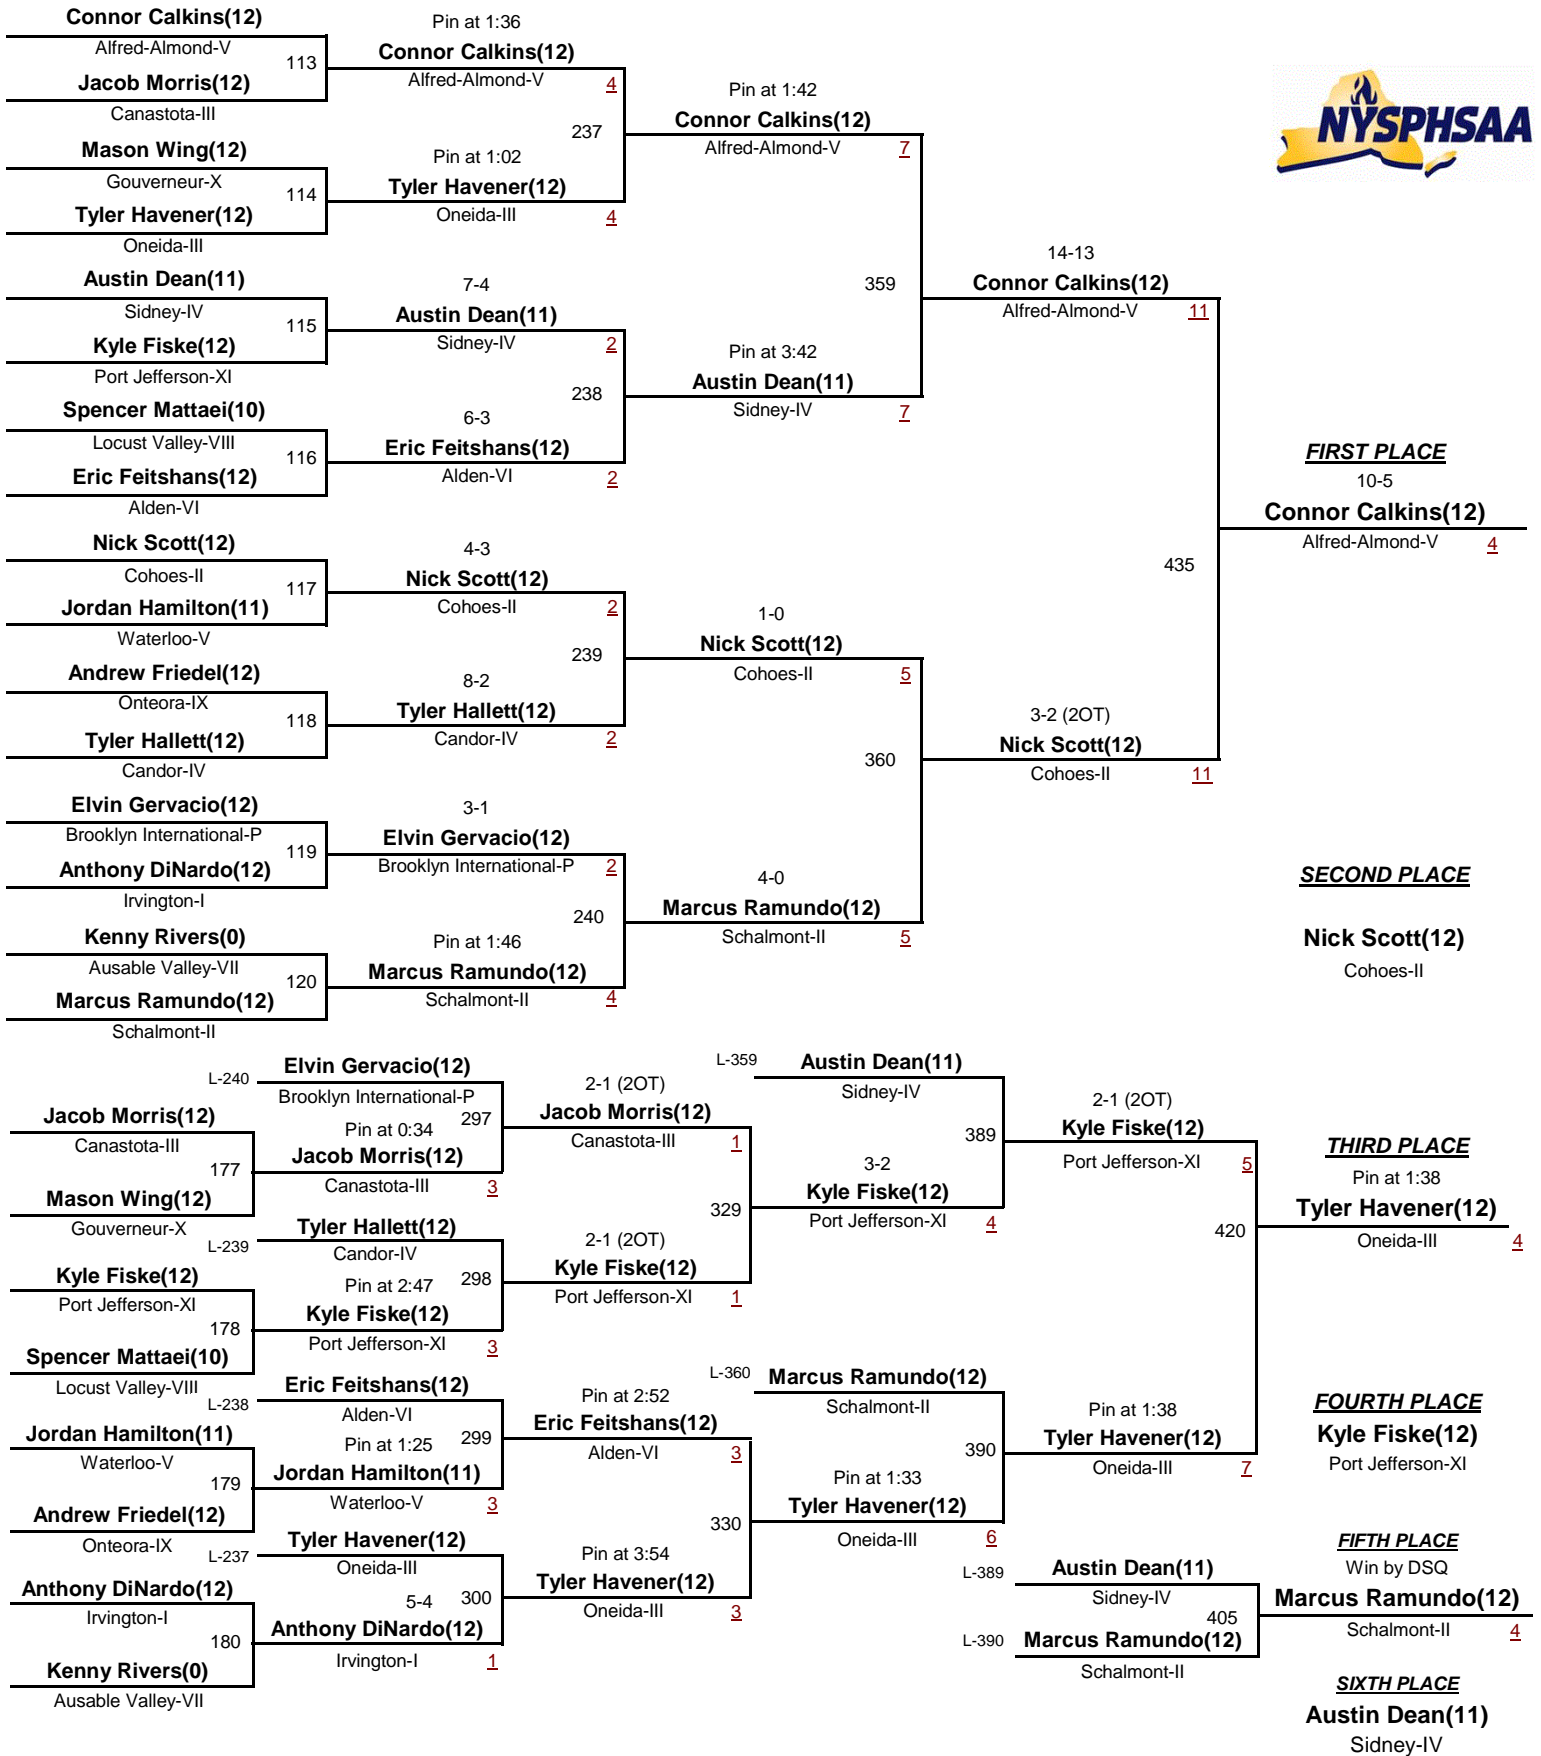 Connor Calkins(12)
Alfred-Almond-V
113
Jacob Morris(12)
Canastota-III
Mason Wing(12)
Gouverneur-X
114
Tyler Havener(12)
Oneida-III
Austin Dean(11)
Sidney-IV
115
Kyle Fiske(12)
Port Jefferson-XI
Spencer Mattaei(10)
Locust Valley-VIII
116
Eric Feitshans(12)
Alden-VI
Nick Scott(12)
Cohoes-II
117
Jordan Hamilton(11)
Waterloo-V
Andrew Friedel(12)
Onteora-IX
118
Tyler Hallett(12)
Candor-IV
Elvin Gervacio(12)
Brooklyn International-P
119
Anthony DiNardo(12)
Irvington-I
Kenny Rivers(0)
Ausable Valley-VII
120
Marcus Ramundo(12)
Schalmont-II
Pin at 1:36
Connor Calkins(12)
Alfred-Almond-V 4
237
Pin at 1:02
Tyler Havener(12)
Oneida-III 4
7-4
Austin Dean(11)
Sidney-IV 2
238
6-3
Eric Feitshans(12)
Alden-VI 2
4-3
Nick Scott(12)
Cohoes-II 2
239
8-2
Tyler Hallett(12)
Candor-IV 2
3-1
Elvin Gervacio(12)
Brooklyn International-P 2
240
Pin at 1:46
Marcus Ramundo(12)
Schalmont-II 4
Pin at 1:42
Connor Calkins(12)
Alfred-Almond-V 7
359
Pin at 3:42
Austin Dean(11)
Sidney-IV 7
1-0
Nick Scott(12)
Cohoes-II 5
360
4-0
Marcus Ramundo(12)
Schalmont-II 5
14-13
Connor Calkins(12)
Alfred-Almond-V 11
435
3-2 (2OT)
Nick Scott(12)
Cohoes-II 11
NYSPHSAA
FIRST PLACE
10-5
Connor Calkins(12)
Alfred-Almond-V 4
SECOND PLACE
Nick Scott(12)
Cohoes-II
L-240 Elvin Gervacio(12)
Brooklyn International-P
Jacob Morris(12)
Canastota-III
177
Mason Wing(12)
Gouverneur-X
297
Pin at 0:34
Jacob Morris(12)
Canastota-III 3
L-239 Tyler Hallett(12)
Candor-IV
Kyle Fiske(12)
Port Jefferson-XI
178
Spencer Mattaei(10)
Locust Valley-VIII
298
Pin at 2:47
Kyle Fiske(12)
Port Jefferson-XI 3
L-238 Eric Feitshans(12)
Alden-VI
Jordan Hamilton(11)
Waterloo-V
179
Andrew Friedel(12)
Onteora-IX
299
Pin at 1:25
Jordan Hamilton(11)
Waterloo-V 3
L-237 Tyler Havener(12)
Oneida-III
Anthony DiNardo(12)
Irvington-I
180
Kenny Rivers(0)
Ausable Valley-VII
300
5-4
Anthony DiNardo(12)
Irvington-I 1
2-1 (2OT)
Jacob Morris(12)
Canastota-III 1
329
2-1 (2OT)
Kyle Fiske(12)
Port Jefferson-XI 1
Pin at 2:52
Eric Feitshans(12)
Alden-VI 3
330
Pin at 3:54
Tyler Havener(12)
Oneida-III 3
L-359 Austin Dean(11)
Sidney-IV
389
3-2
Kyle Fiske(12)
Port Jefferson-XI 4
L-360 Marcus Ramundo(12)
Schalmont-II
390
Pin at 1:33
Tyler Havener(12)
Oneida-III 6
2-1 (2OT)
Kyle Fiske(12)
Port Jefferson-XI 5
420
Pin at 1:38
Tyler Havener(12)
Oneida-III 7
L-389 Austin Dean(11)
Sidney-IV
405
L-390 Marcus Ramundo(12)
Schalmont-II
THIRD PLACE
Pin at 1:38
Tyler Havener(12)
Oneida-III 4
FOURTH PLACE
Kyle Fiske(12)
Port Jefferson-XI
FIFTH PLACE
Win by DSQ
Marcus Ramundo(12)
Schalmont-II 4
SIXTH PLACE
Austin Dean(11)
Sidney-IV